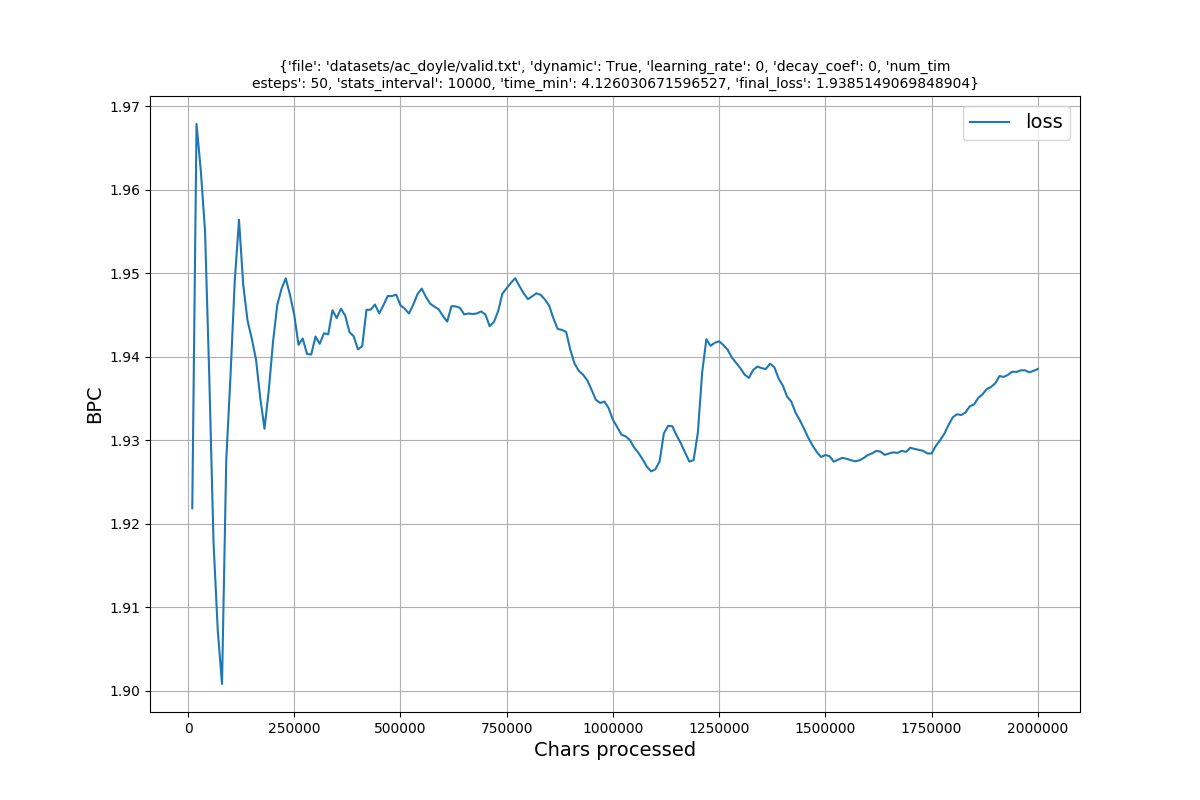 {'file': 'datasets/ac_doyle/valid.txt', 'dynamic': True, 'learning_rate': 0, 'decay_coef': 0, 'num_tim
esteps': 50, 'stats_interval': 10000, 'time_min': 4.126030671596527, 'final_loss': 1.9385149069848904}
loss
BPC
1.97
1.96
1.95
1.94
1.93
1.92
1.91
1.90
0 250000 500000 750000 1000000 1250000 1500000 1750000 2000000
Chars processed